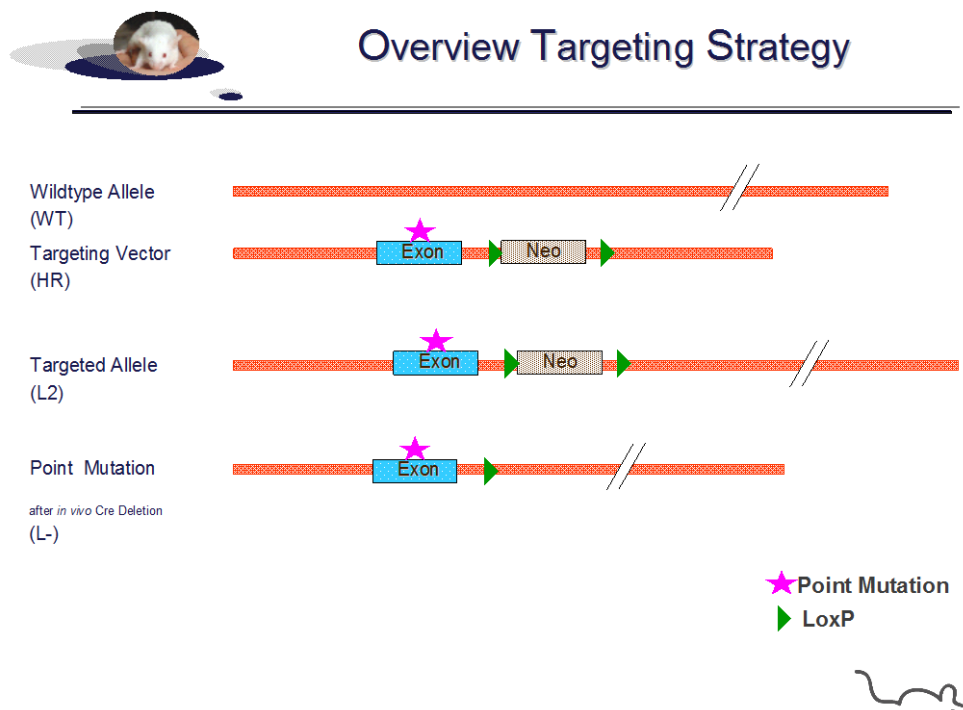 Overview Targeting Strategy
Wildtype Allele
(WT)
Targeting Vector
(HR)
Exon
Neo
Targeted Allele
(L2)
Exon
Neo
Point Mutation
after in vivo Cre Deletion
(L-)
Exon
Point Mutation
LoxP